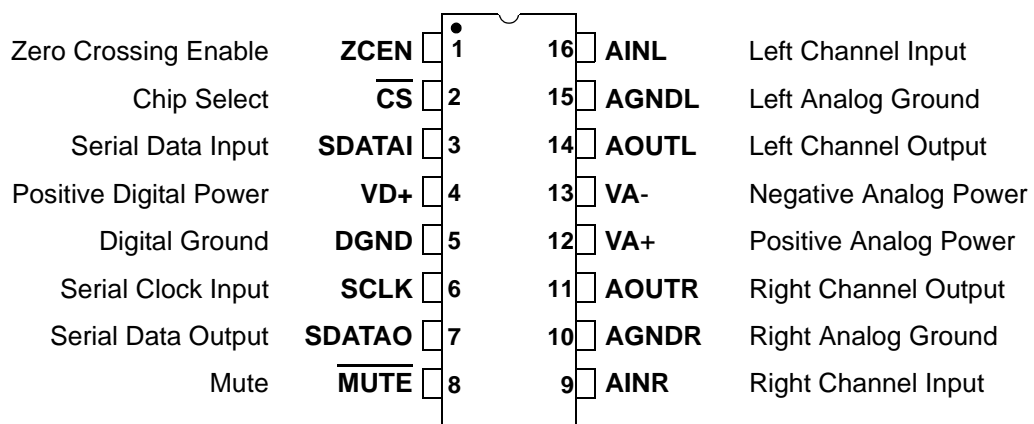 Zero Crossing Enable ZCEN 1 16 AINL Left Channel Input
Chip Select CS 2 15 AGNDL Left Analog Ground
Serial Data Input SDATAI 3 14 AOUTL Left Channel Output
Positive Digital Power VD+ 4 13 VA- Negative Analog Power
Digital Ground DGND 5 12 VA+ Positive Analog Power
Serial Clock Input SCLK 6 11 AOUTR Right Channel Output
Serial Data Output SDATAO 7 10 AGNDR Right Analog Ground
Mute MUTE 8 9 AINR Right Channel Input